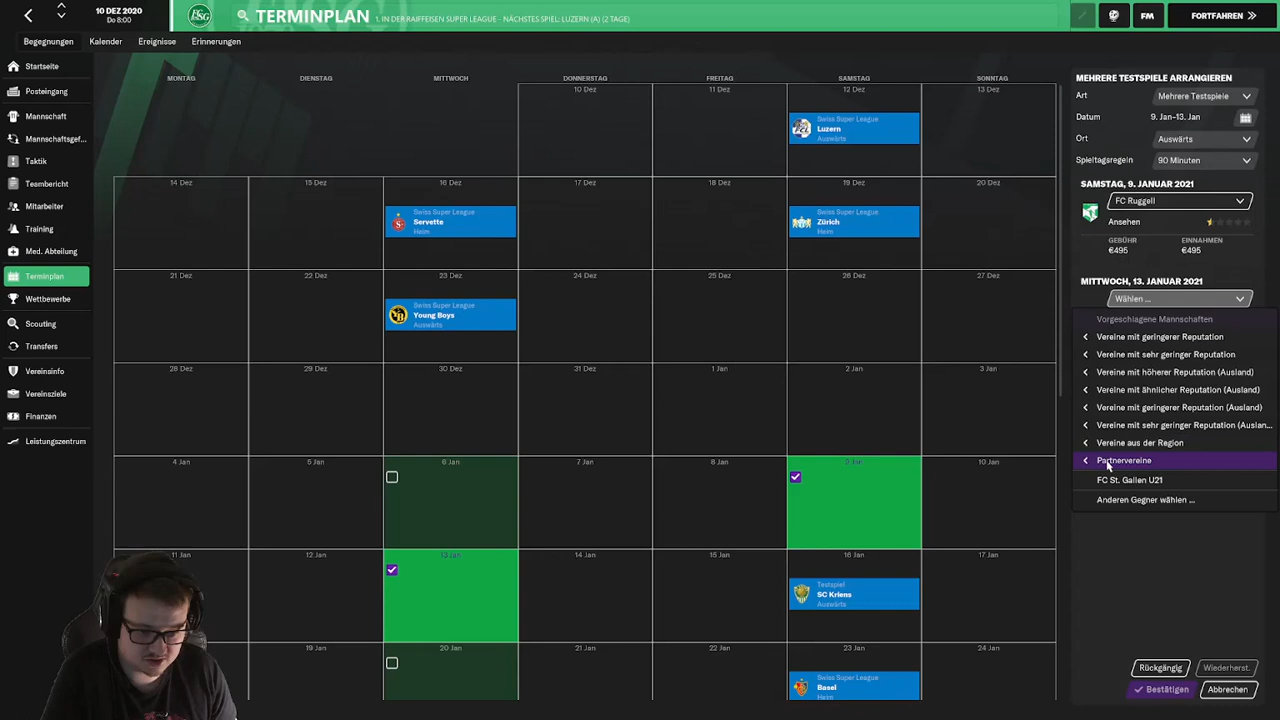 10 DEZ 2020
Do 8:00
TERMINPLAN
1. IN DER RAIFFEISEN SUPER LEAGUE - NÄCHSTES SPIEL: LUZERN (A) (2 TAGE)
FM
FORTFAHREN
Begegnungen
Kalender
Ereignisse
Erinnerungen
Startseite
Posteingang
Mannschaft
Mannschaftsgef...
Taktik
Teambericht
Mitarbeiter
Training
Med. Abteilung
Terminplan
Wettbewerbe
Scouting
Transfers
Vereinsinfo
Vereinsziele
Finanzen
Leistungszentrum
MONTAG
DIENSTAG
MITTWOCH
DONNERSTAG
FREITAG
SAMSTAG
SONNTAG
10 Dez
11 Dez
12 Dez
13 Dez
Swiss Super League
Luzern
Auswärts
14 Dez
15 Dez
16 Dez
17 Dez
18 Dez
19 Dez
20 Dez
Swiss Super League
Servette
Heim
Swiss Super League
Zürich
Heim
21 Dez
22 Dez
23 Dez
24 Dez
25 Dez
26 Dez
27 Dez
Swiss Super League
Young Boys
Auswärts
28 Dez
29 Dez
30 Dez
31 Dez
1 Jan
2 Jan
3 Jan
4 Jan
5 Jan
6 Jan
7 Jan
8 Jan
9 Jan
10 Jan
11 Jan
12 Jan
13 Jan
14 Jan
15 Jan
16 Jan
17 Jan
Testspiel
SC Kriens
Auswärts
19 Jan
20 Jan
21 Jan
22 Jan
23 Jan
24 Jan
Swiss Super League
Basel
Heim
MEHRERE TESTSPIELE ARRANGIEREN
Art
Mehrere Testspiele
Datum
9. Jan-13. Jan
Ort
Auswärts
Spieltagsregeln
90 Minuten
SAMSTAG, 9. JANUAR 2021
FC Ruggell
Ansehen
GEBÜHR
EINNAHMEN
€495
€495
MITTWOCH, 13. JANUAR 2021
Wählen ...
Vorgeschlagene Mannschaften
Vereine mit geringerer Reputation
Vereine mit sehr geringer Reputation
Vereine mit höherer Reputation (Ausland)
Vereine mit ähnlicher Reputation (Ausland)
Vereine mit geringerer Reputation (Ausland)
Vereine mit sehr geringer Reputation (Auslan...
Vereine aus der Region
Partnervereine
FC St. Gallen U21
Anderen Gegner wählen ...
Rückgängig
Wiederherst.
Bestätigen
Abbrechen